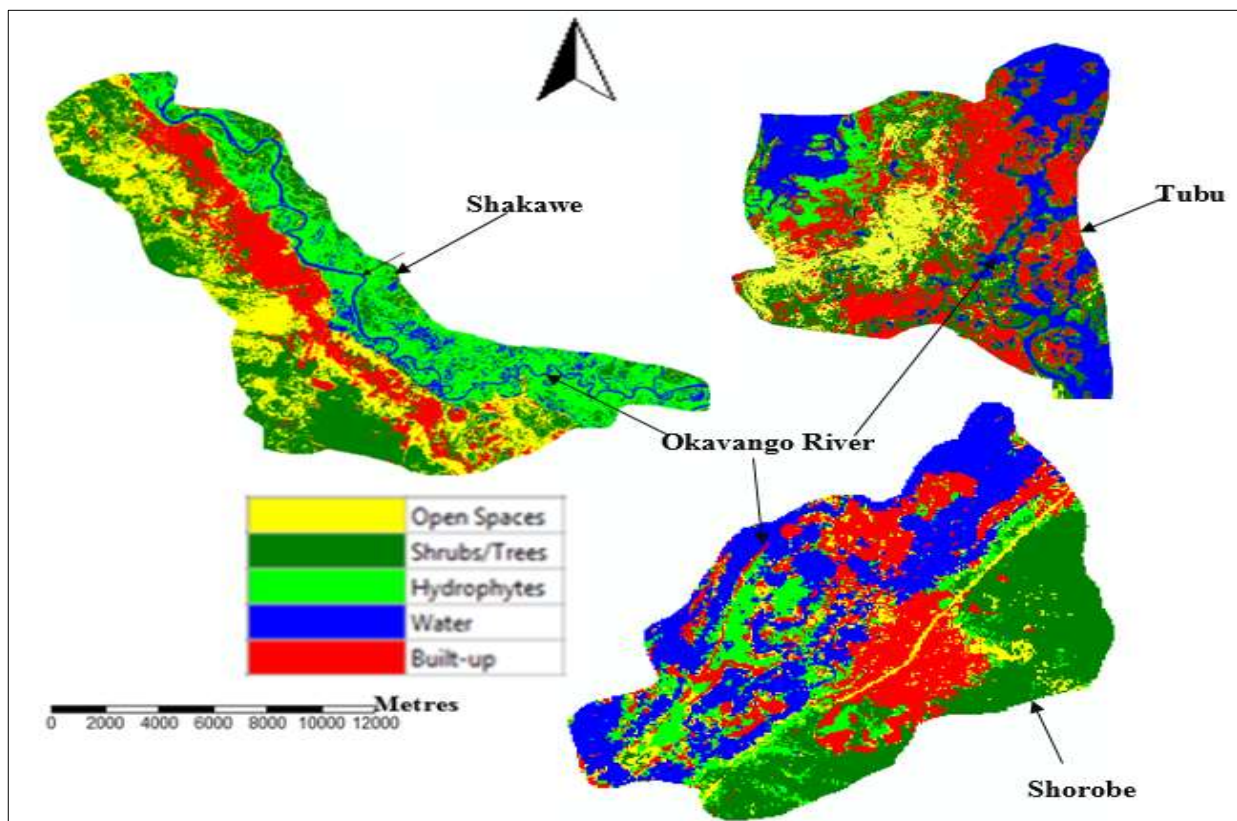 Shakawe
Tubu
Okavango River
Open Spaces
Shrubs/Trees
Hydrophytes
Water
Built-up
Metres
0 2000 4000 6000 8000 10000 12000
Shorobe